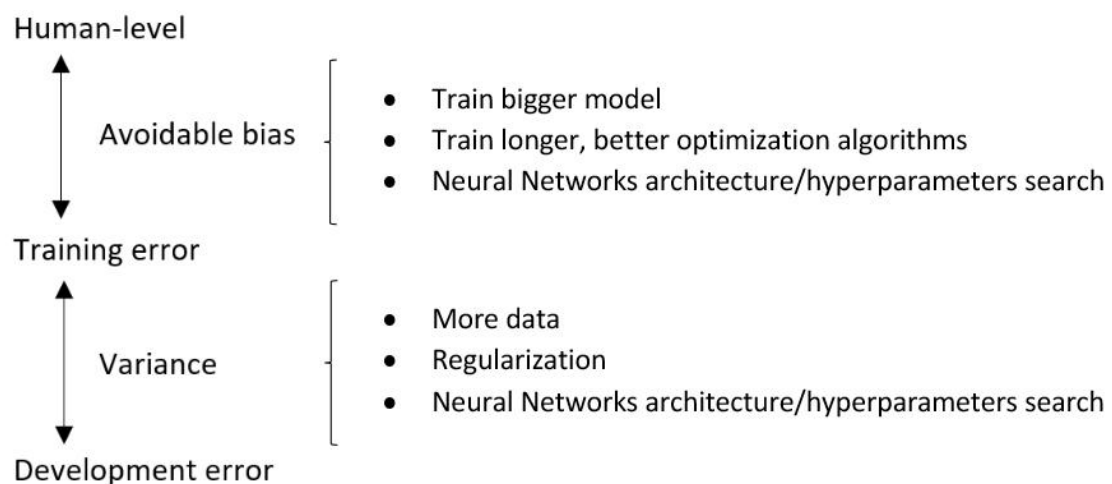 Human-level
Avoidable bias
• Train bigger model
• Train longer, better optimization algorithms
• Neural Networks architecture/hyperparameters search
Training error
Variance
• More data
• Regularization
• Neural Networks architecture/hyperparameters search
Development error